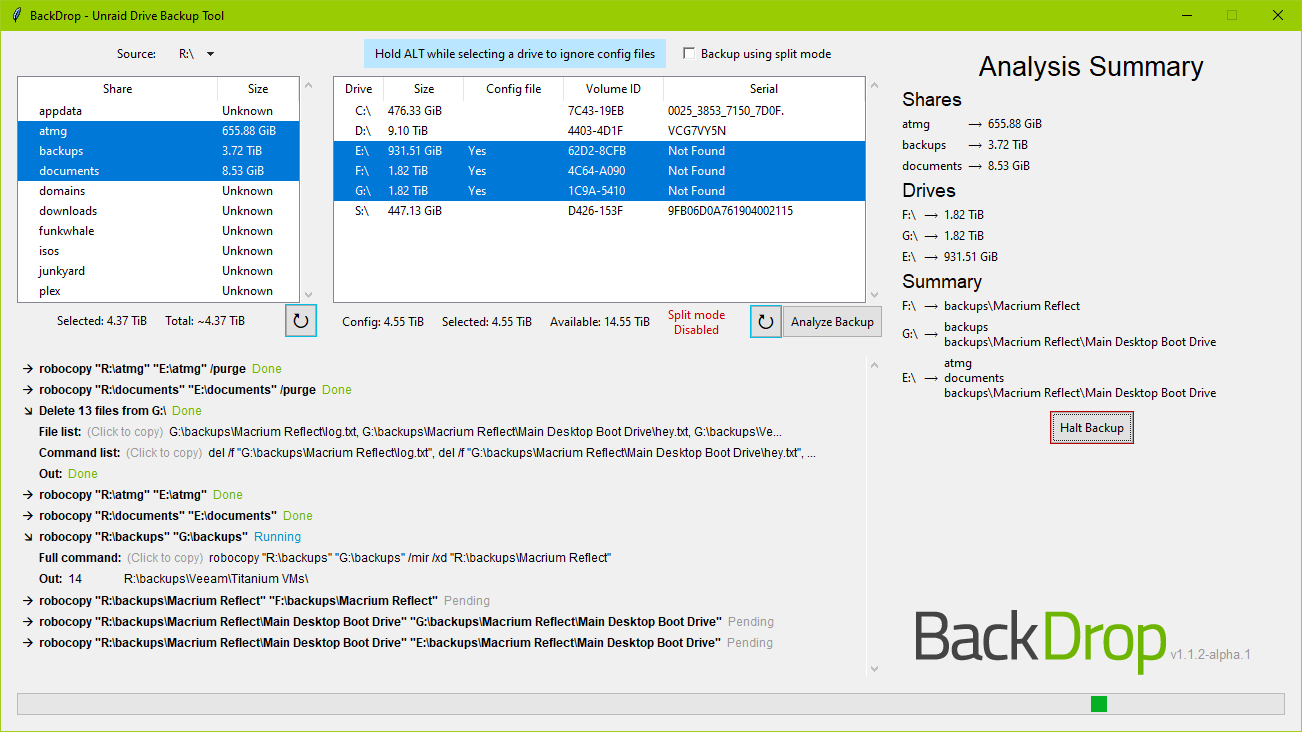 BackDrop - Unraid Drive Backup Tool
Source: R:\
Hold ALT while selecting a drive to ignore config files
Backup using split mode
Share Size
appdata Unknown
atmg 655.88 GiB
backups 3.72 TiB
documents 8.53 GiB
domains Unknown
downloads Unknown
funkwhale Unknown
isos Unknown
junkyard Unknown
plex Unknown
Selected: 4.37 TiB Total: ~4.37 TiB
↻
Drive Size Config file Volume ID Serial
C:\ 476.33 GiB 7C43-19EB 0025_3853_7150_7D0F.
D:\ 9.10 TiB 4403-4D1F VCG7VY5N
E:\ 931.51 GiB Yes 62D2-8CFB Not Found
F:\ 1.82 TiB Yes 4C64-A090 Not Found
G:\ 1.82 TiB Yes 1C9A-5410 Not Found
S:\ 447.13 GiB D426-153F 9FB06D0A761904002115
Config: 4.55 TiB Selected: 4.55 TiB Available: 14.55 TiB
Split mode
Disabled
↻
Analyze Backup
→ robocopy "R:\atmg" "E:\atmg" /purge Done
→ robocopy "R:\documents" "E:\documents" /purge Done
↘ Delete 13 files from G:\ Done
File list: (Click to copy) G:\backups\Macrium Reflect\log.txt, G:\backups\Macrium Reflect\Main Desktop Boot Drive\hey.txt, G:\backups\Ve...
Command list: (Click to copy) del /f "G:\backups\Macrium Reflect\log.txt", del /f "G:\backups\Macrium Reflect\Main Desktop Boot Drive\hey.txt", ...
Out: Done
→ robocopy "R:\atmg" "E:\atmg" Done
→ robocopy "R:\documents" "E:\documents" Done
↘ robocopy "R:\backups" "G:\backups" Running
Full command: (Click to copy) robocopy "R:\backups" "G:\backups" /mir /xd "R:\backups\Macrium Reflect"
Out: 14 R:\backups\Veeam\Titanium VMs\
→ robocopy "R:\backups\Macrium Reflect" "F:\backups\Macrium Reflect" Pending
→ robocopy "R:\backups\Macrium Reflect\Main Desktop Boot Drive" "G:\backups\Macrium Reflect\Main Desktop Boot Drive" Pending
→ robocopy "R:\backups\Macrium Reflect\Main Desktop Boot Drive" "E:\backups\Macrium Reflect\Main Desktop Boot Drive" Pending
Analysis Summary
Shares
atmg → 655.88 GiB
backups → 3.72 TiB
documents → 8.53 GiB
Drives
F:\ → 1.82 TiB
G:\ → 1.82 TiB
E:\ → 931.51 GiB
Summary
F:\ → backups\Macrium Reflect
G:\ → backups
backups\Macrium Reflect\Main Desktop Boot Drive
atmg
E:\ → documents
backups\Macrium Reflect\Main Desktop Boot Drive
Halt Backup
BackDrop v1.1.2-alpha.1